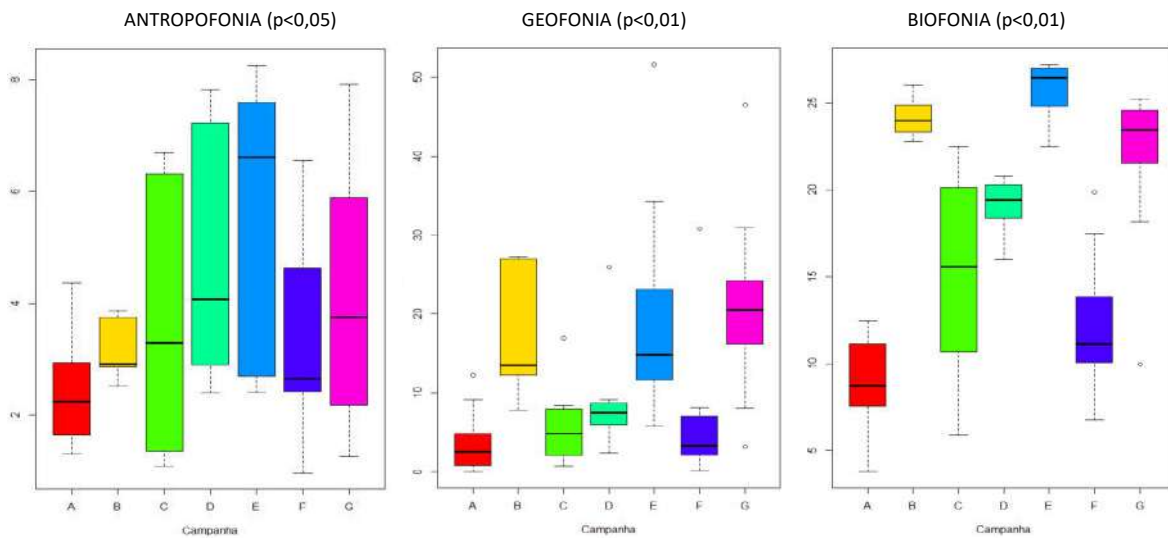 ANTROPOFONIA (p<0,05)
2
4
6
8
A B C D E F G
Campanha
GEOFONIA (p<0,01)
0
10
20
30
40
50
A B C D E F G
Campanha
BIOFONIA (p<0,01)
5
10
15
20
25
A B C D E F G
Campanha